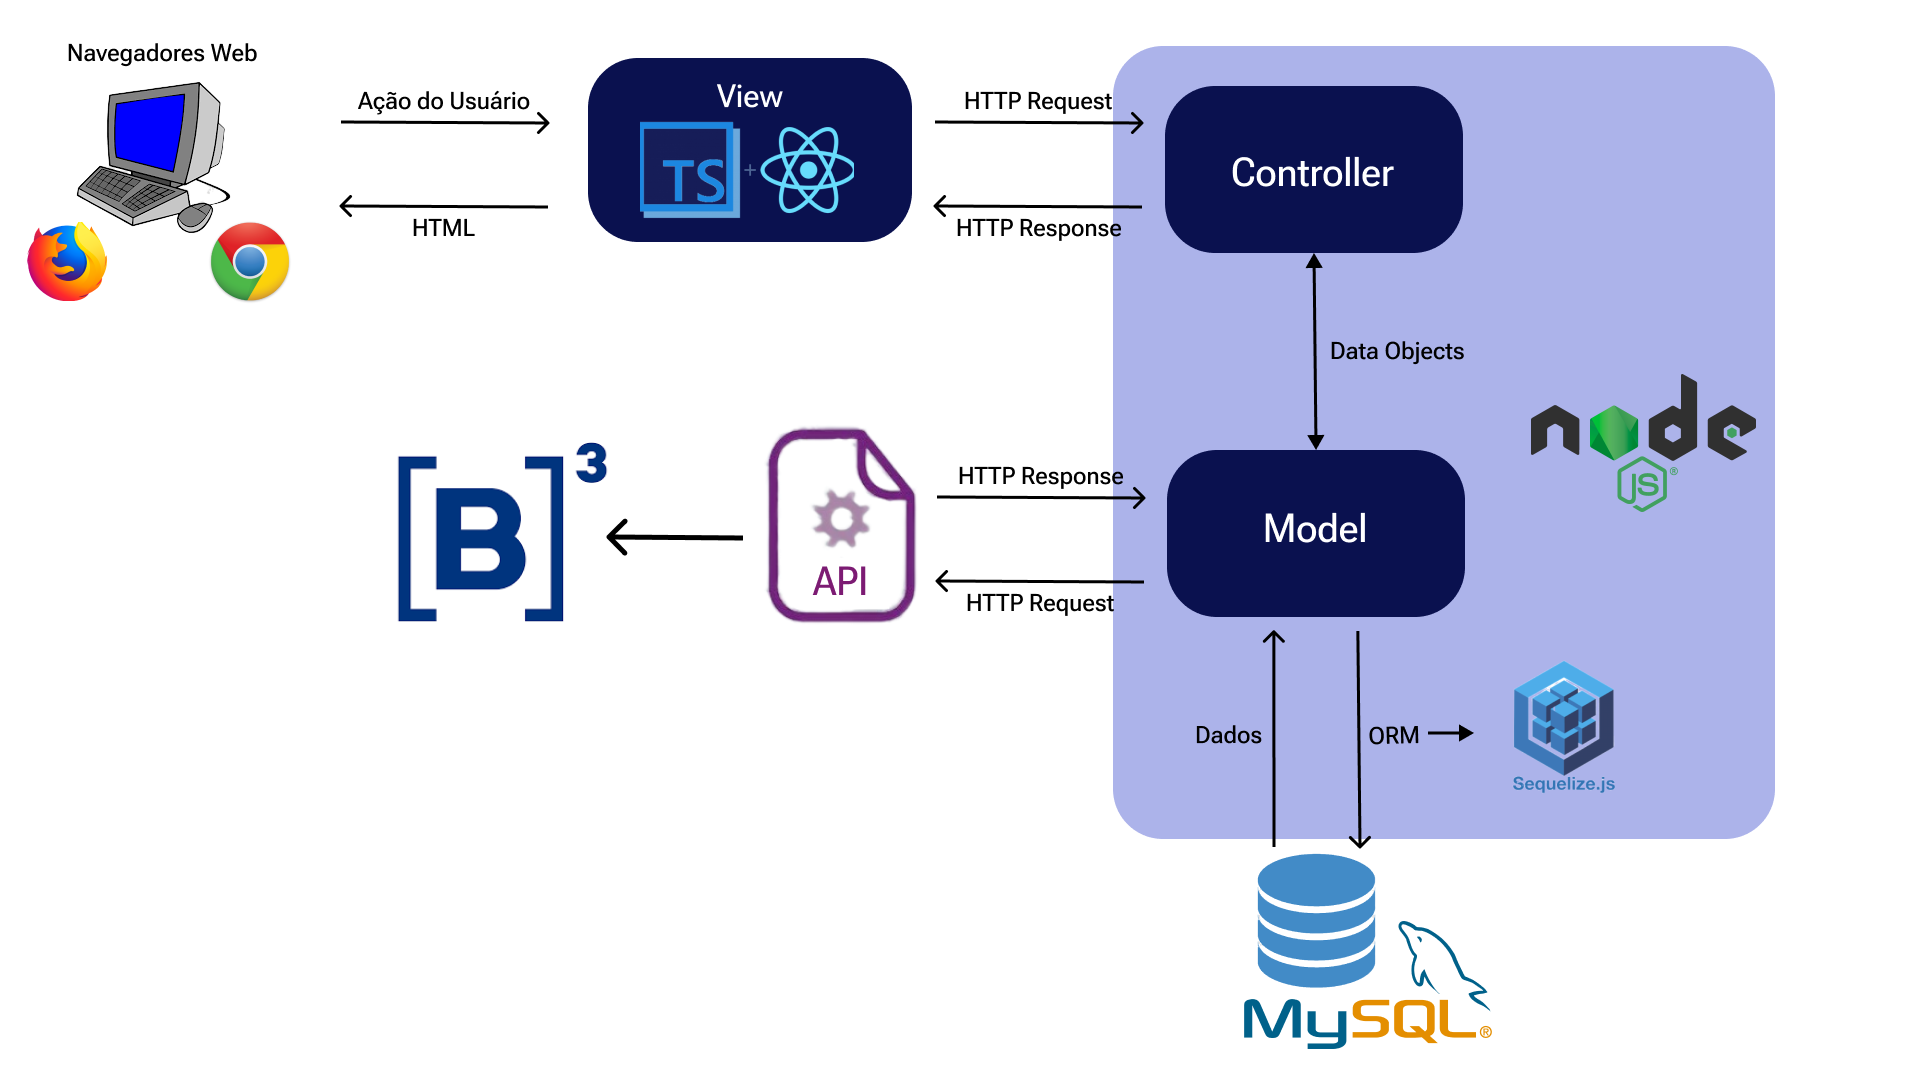 Navegadores Web
Ação do Usuário
HTML
View
TS
+
HTTP Request
HTTP Response
Controller
Data Objects
[B]³
API
HTTP Response
HTTP Request
Model
node
JS®
Dados
ORM
Sequelize.js
MySQL®